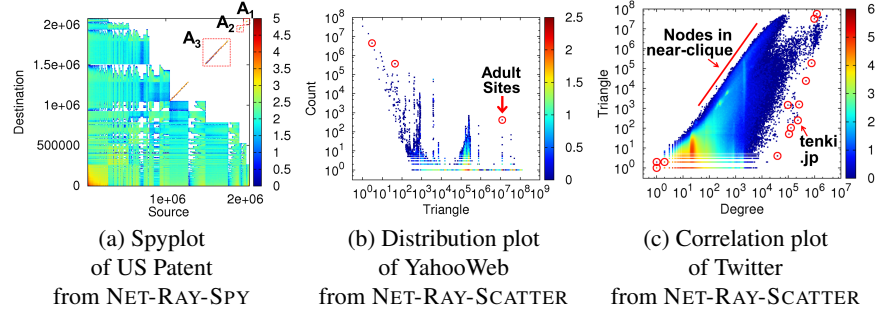 2e+06
1.5e+06
1e+06
500000
Destination
1e+06
2e+06
Source
A1
A2
A3
5
4.5
4
3.5
3
2.5
2
1.5
1
0.5
0
10^8
10^7
10^6
10^5
10^4
10^3
10^2
10^1
10^0
Count
10^0 10^1 10^2 10^3 10^4 10^5 10^6 10^7 10^8 10^9
Triangle
Adult
Sites
2.5
2
1.5
1
0.5
0
10^8
10^7
10^6
10^5
10^4
10^3
10^2
10^1
10^0
Triangle
10^0 10^1 10^2 10^3 10^4 10^5 10^6 10^7
Degree
Nodes in
near-clique
tenki
.jp
6
5
4
3
2
1
0
(a) Spyplot
of US Patent
from NET-RAY-SPY
(b) Distribution plot
of YahooWeb
from NET-RAY-SCATTER
(c) Correlation plot
of Twitter
from NET-RAY-SCATTER